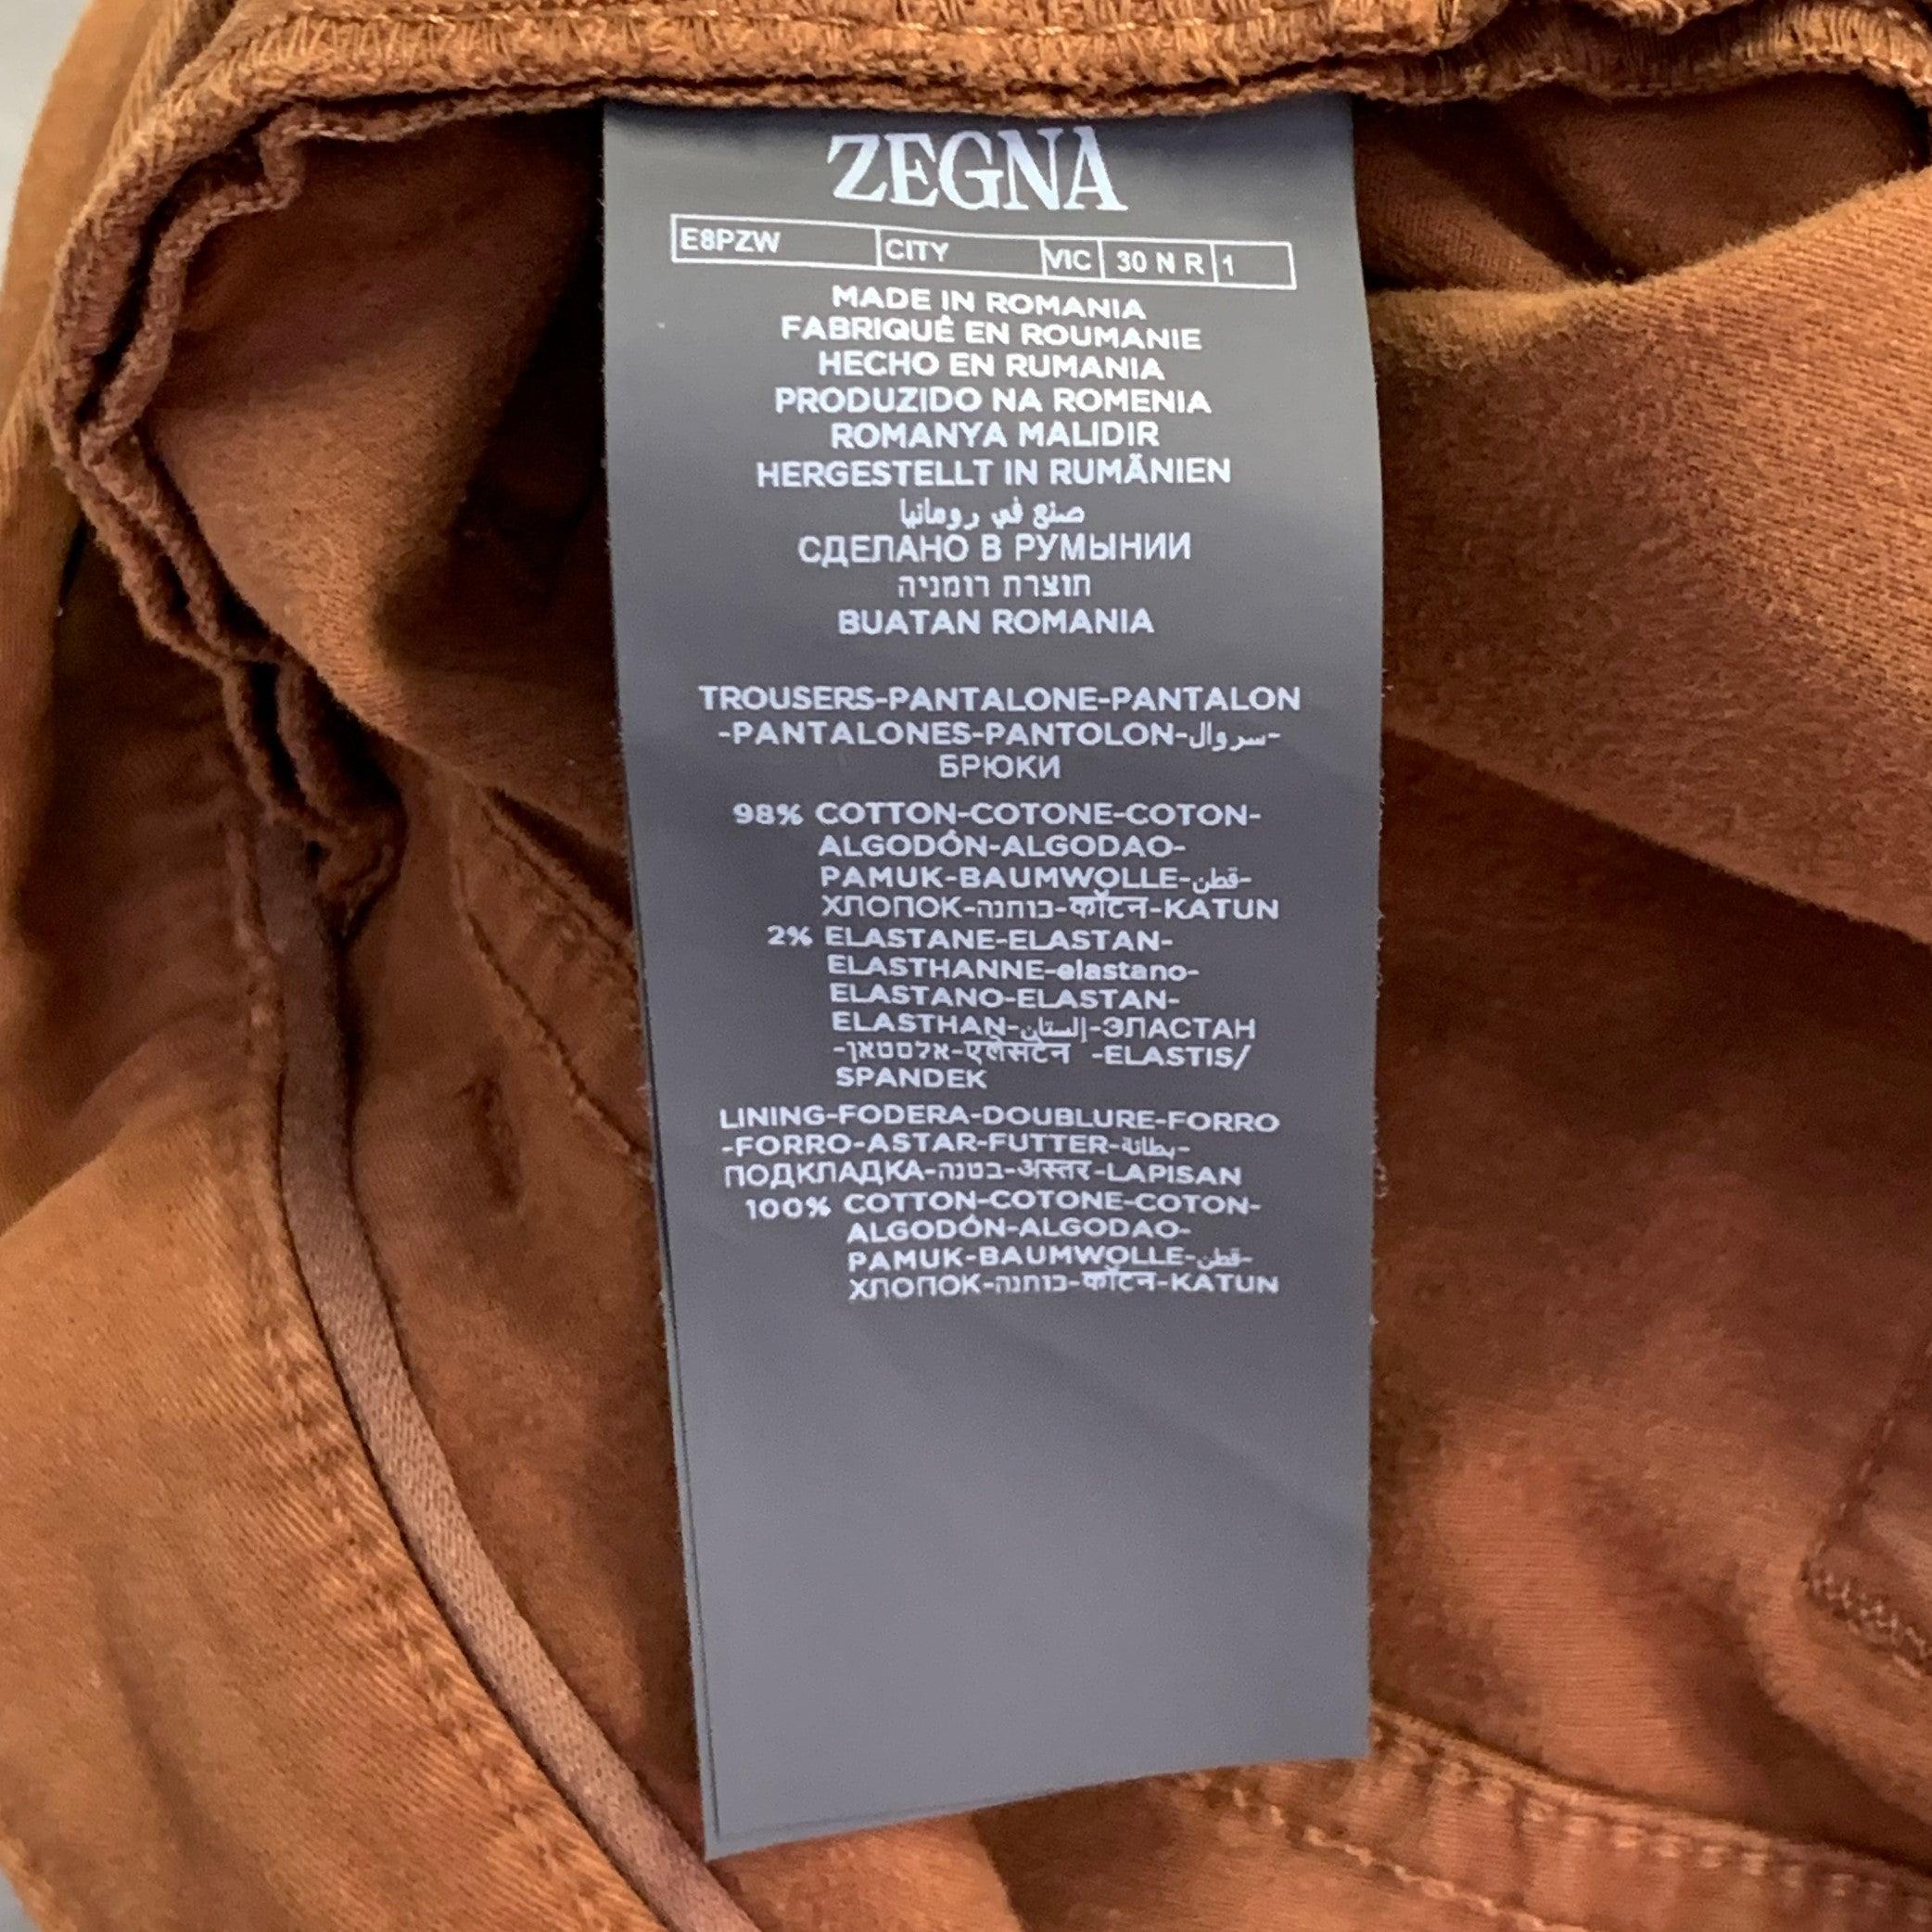 ZEGNA
E8PZW CITY VIC 30 N R 1
MADE IN ROMANIA
FABRIQUÉ EN ROUMANIE
HECHO EN RUMANIA
PRODUZIDO NA ROMENIA
ROMANYA MALIDIR
HERGESTELLT IN RUMÄNIEN
صنع في رومانيا
СДЕЛАНО В РУМЫНИИ
תוצרת רומניה
BUATAN ROMANIA
TROUSERS-PANTALONE-PANTALON
-PANTALONES-PANTOLON-سروال-
БРЮКИ
98% COTTON-COTONE-COTON-
ALGODÓN-ALGODAO-
PAMUK-BAUMWOLLE-قطن-
ХЛОПОК-כותנה-कॉटन-KATUN
2% ELASTANE-ELASTAN-
ELASTHANNE-elastano-
ELASTANO-ELASTAN-
ELASTHAN-إلستان-ЭЛАСТАН
-אלסטאן-एलेसटेन -ELASTIS/
SPANDEK
LINING-FODERA-DOUBLURE-FORRO
-FORRO-ASTAR-FUTTER-بطانة-
ПОДКЛАДКА-בטנה-अस्तर-LAPISAN
100% COTTON-COTONE-COTON-
ALGODÓN-ALGODAO-
PAMUK-BAUMWOLLE-قطن-
ХЛОПОК-כותנה-कॉटन-KATUN